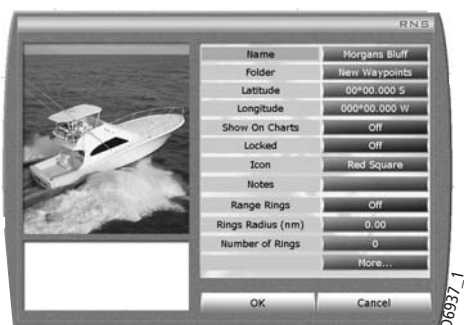 RNS
Name Morgans Bluff
Folder New Waypoints
Latitude 00°00.000 S
Longitude 000°00.000 W
Show On Charts Off
Locked Off
Icon Red Square
Notes
Range Rings Off
Rings Radius (nm) 0.00
Number of Rings 0
More...
OK Cancel
D6937_1